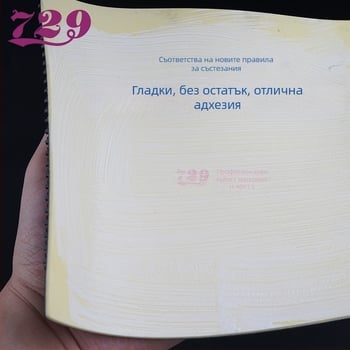 729
Съответства на новите правила
за състезания
Гладки, без остатък, отлична
адхезия
729